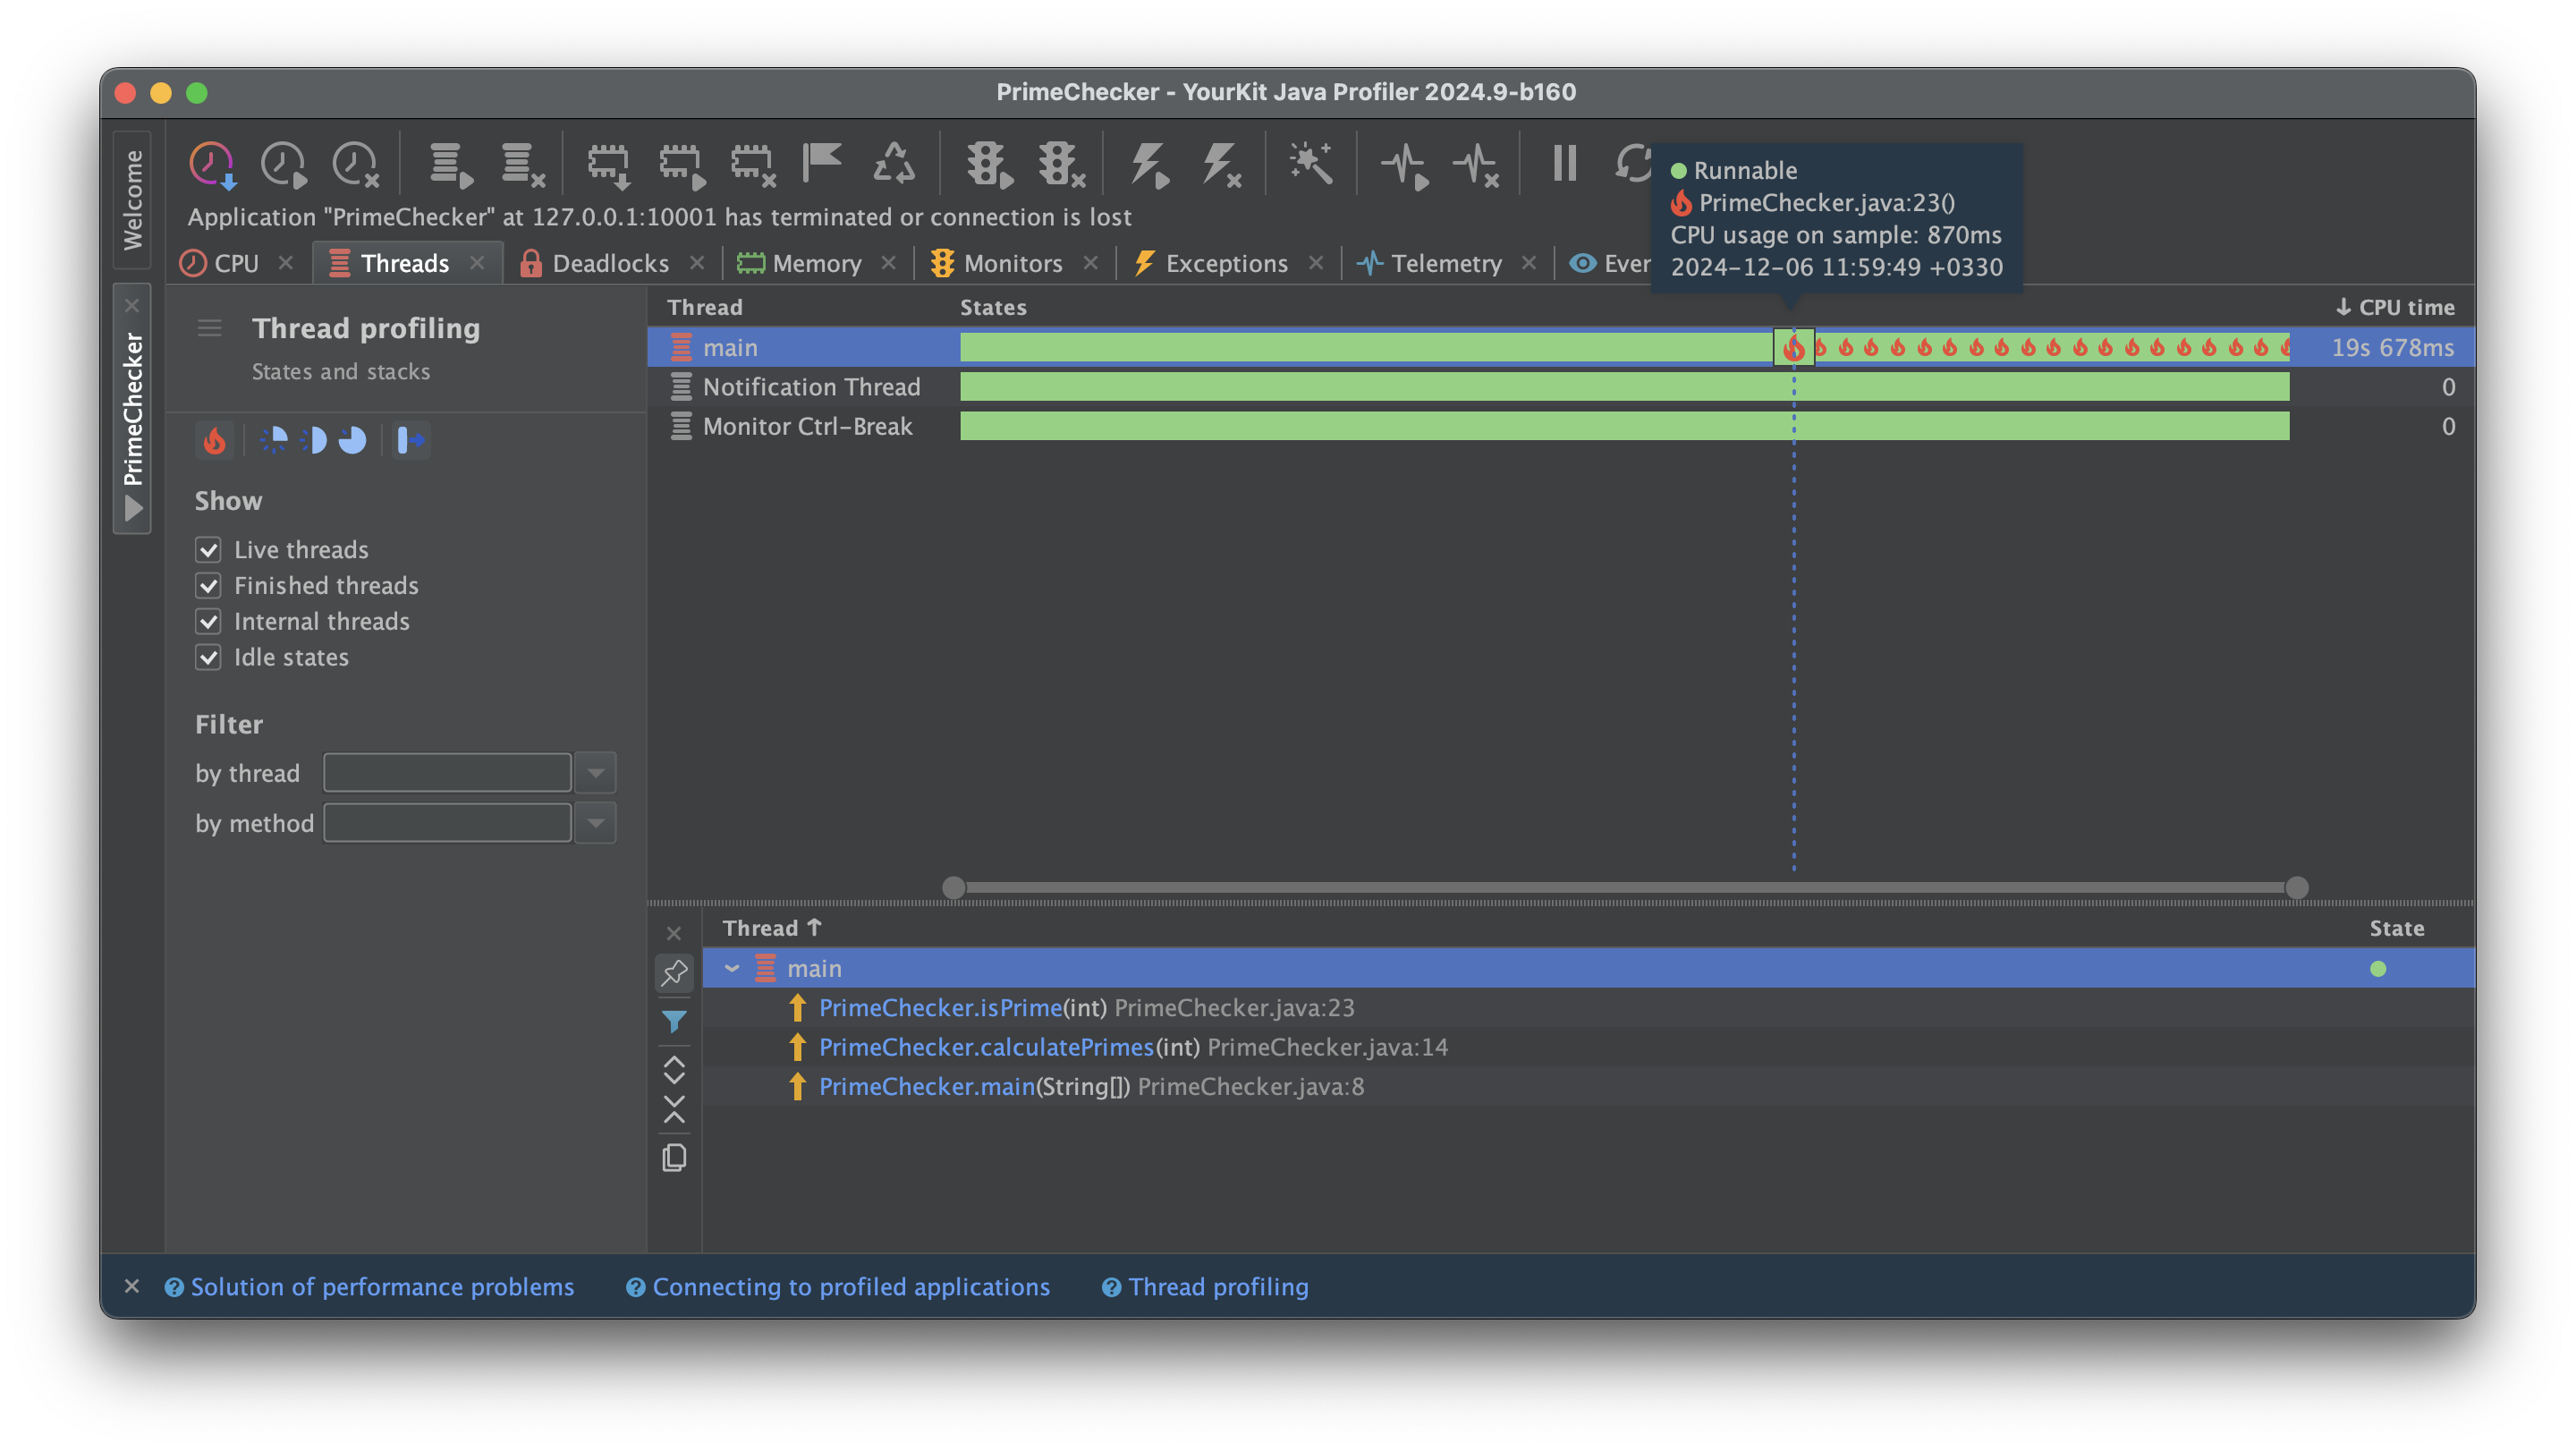 PrimeChecker - YourKit Java Profiler 2024.9-b160
Welcome
PrimeChecker
Runnable
PrimeChecker.java:23()
CPU usage on sample: 870ms
2024-12-06 11:59:49 +0330
Application "PrimeChecker" at 127.0.0.1:10001 has terminated or connection is lost
CPU Threads Deadlocks Memory Monitors Exceptions Telemetry
Thread profiling
States and stacks
Show
Live threads
Finished threads
Internal threads
Idle states
Filter
by thread
by method
Thread States ↓ CPU time
main 19s 678ms
Notification Thread 0
Monitor Ctrl-Break 0
Thread ↑ State
main
PrimeChecker.isPrime(int) PrimeChecker.java:23
PrimeChecker.calculatePrimes(int) PrimeChecker.java:14
PrimeChecker.main(String[]) PrimeChecker.java:8
Solution of performance problems Connecting to profiled applications Thread profiling